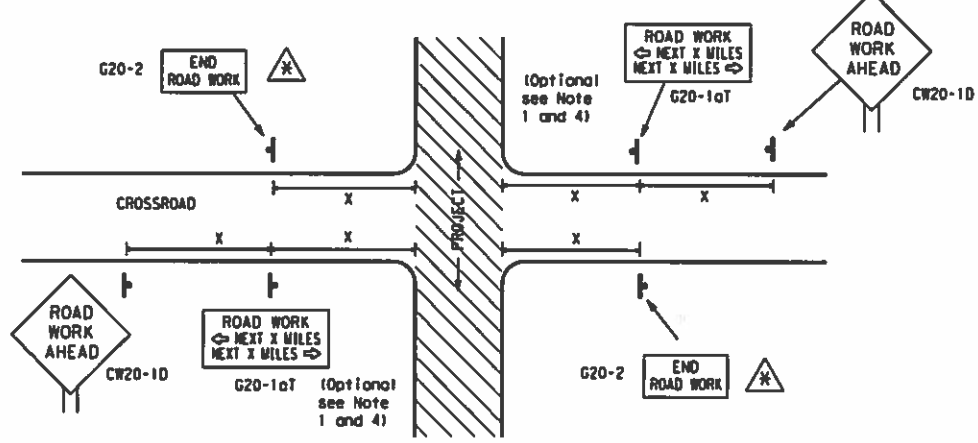 G20-2
END
ROAD WORK
*
(Optional
see Note
1 and 4)
ROAD WORK
⇦ NEXT X MILES
NEXT X MILES ⇨
G20-1aT
ROAD
WORK
AHEAD
CW20-1D
X
X
X
CROSSROAD
PROJECT
X
X
X
ROAD
WORK
AHEAD
CW20-1D
ROAD WORK
⇦ NEXT X MILES
NEXT X MILES ⇨
G20-1aT
(Optional
see Note
1 and 4)
G20-2
END
ROAD WORK
*